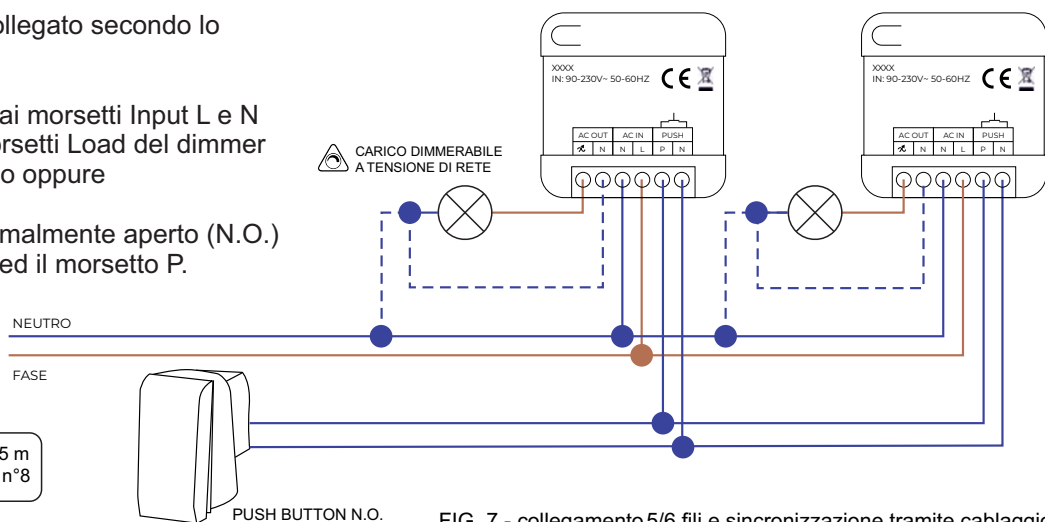 ollegato secondo lo
ai morsetti Input L e N
orsetti Load del dimmer
o oppure
malmente aperto (N.O.)
ed il morsetto P.
CARICO DIMMERABILE
A TENSIONE DI RETE
XXXX
IN: 90-230V~ 50-60HZ CE
AC OUT AC IN PUSH
N N L P N
XXXX
IN: 90-230V~ 50-60HZ CE
AC OUT AC IN PUSH
N N L P N
NEUTRO
FASE
5 m
n°8
PUSH BUTTON N.O.
FIG. 7 - collegamento 5/6 fili e sincronizzazione tramite cablaggio